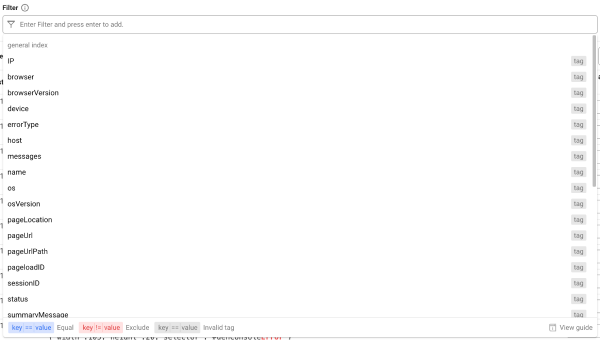 Filter
Enter Filter and press enter to add.
general index
IP tag
browser tag
browserVersion tag
device tag
errorType tag
host tag
messages tag
name tag
os tag
osVersion tag
pageLocation tag
pageUrl tag
pageUrlPath tag
pageloadID tag
sessionID tag
status tag
summaryMessage tag
key == value Equal key != value Exclude key == value Invalid tag View guide